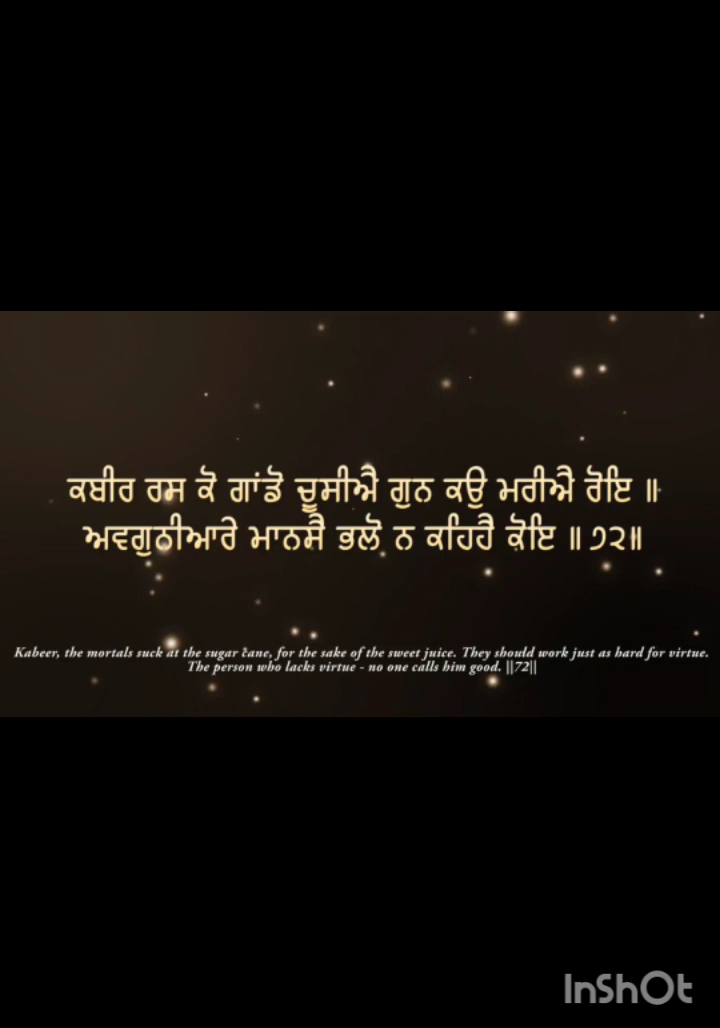 ਕਬੀਰ ਰਸ ਕੋ ਗਾਂਡੋ ਚੂਸੀਐ ਗੁਨ ਕਉ ਮਰੀਐ ਰੋਇ ॥
ਅਵਗੁਨੀਆਰੇ ਮਾਨਸੈ ਭਲੋ ਨ ਕਹਿਹੈ ਕੋਇ ॥੭੨॥
Kabeer, the mortals suck at the sugar cane, for the sake of the sweet juice. They should work just as hard for virtue.
The person who lacks virtue - no one calls him good. ||72||
InShOt